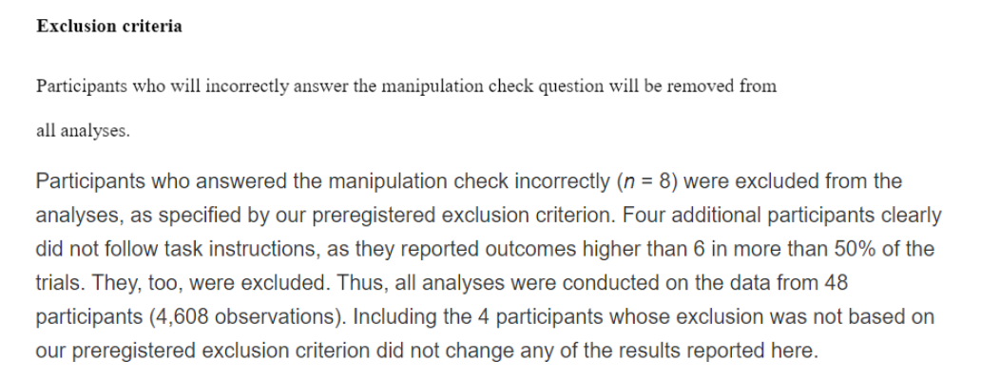 Exclusion criteria
Participants who will incorrectly answer the manipulation check question will be removed from
all analyses.
Participants who answered the manipulation check incorrectly (n = 8) were excluded from the
analyses, as specified by our preregistered exclusion criterion. Four additional participants clearly
did not follow task instructions, as they reported outcomes higher than 6 in more than 50% of the
trials. They, too, were excluded. Thus, all analyses were conducted on the data from 48
participants (4,608 observations). Including the 4 participants whose exclusion was not based on
our preregistered exclusion criterion did not change any of the results reported here.